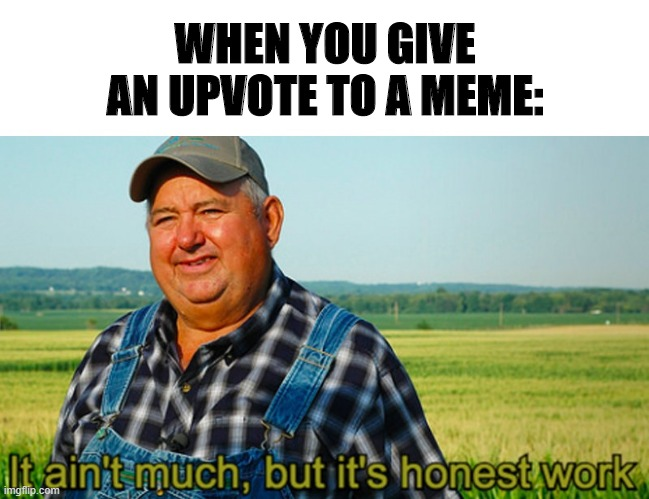 WHEN YOU GIVE
AN UPVOTE TO A MEME:
It ain't much, but it's honest work
imgflip.com